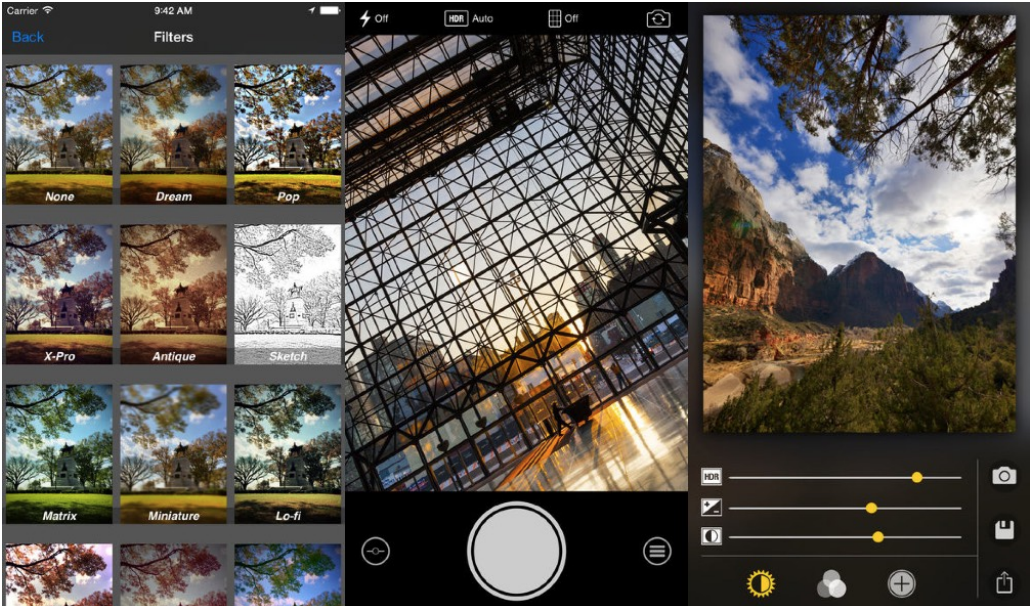 Carrier 9:42 AM
Back Filters
None Dream Pop
X-Pro Antique Sketch
Matrix Miniature Lo-fi
Off HDR Auto Off
HDR